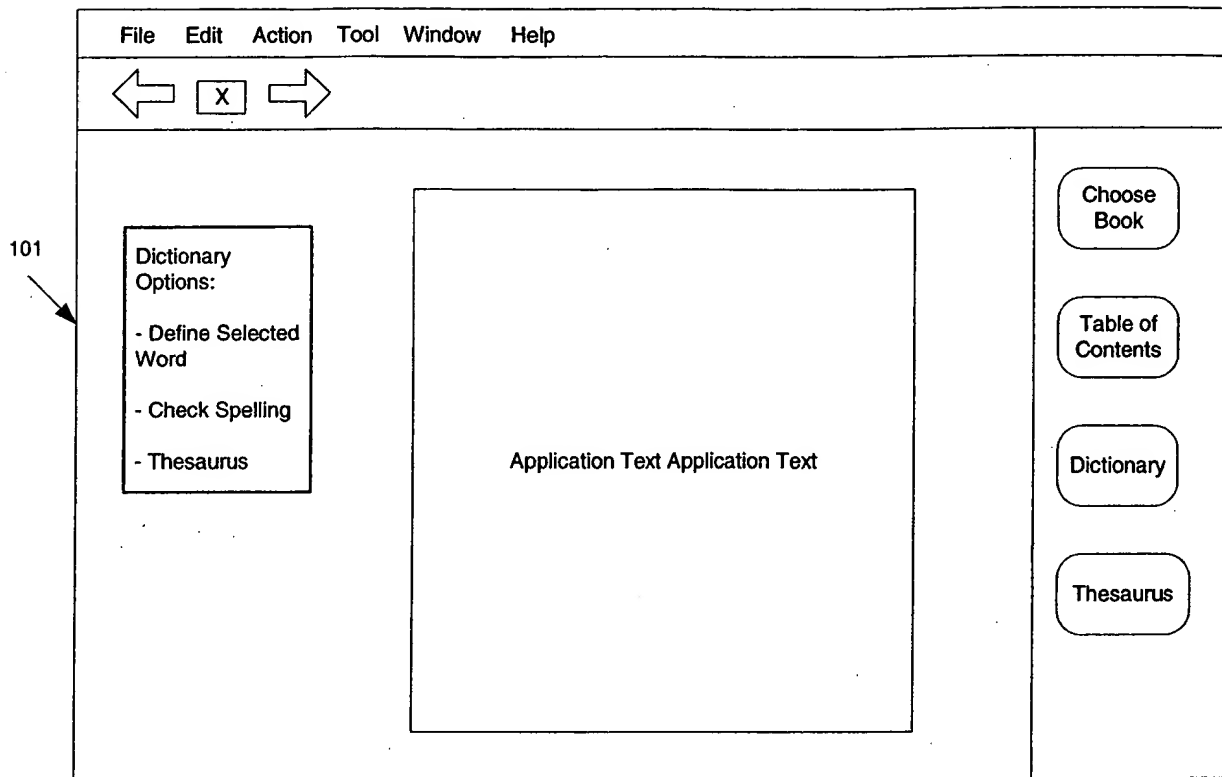 File Edit Action Tool Window Help
X
101
Dictionary
Options:
- Define Selected
Word
- Check Spelling
- Thesaurus
Application Text Application Text
Choose
Book
Table of
Contents
Dictionary
Thesaurus